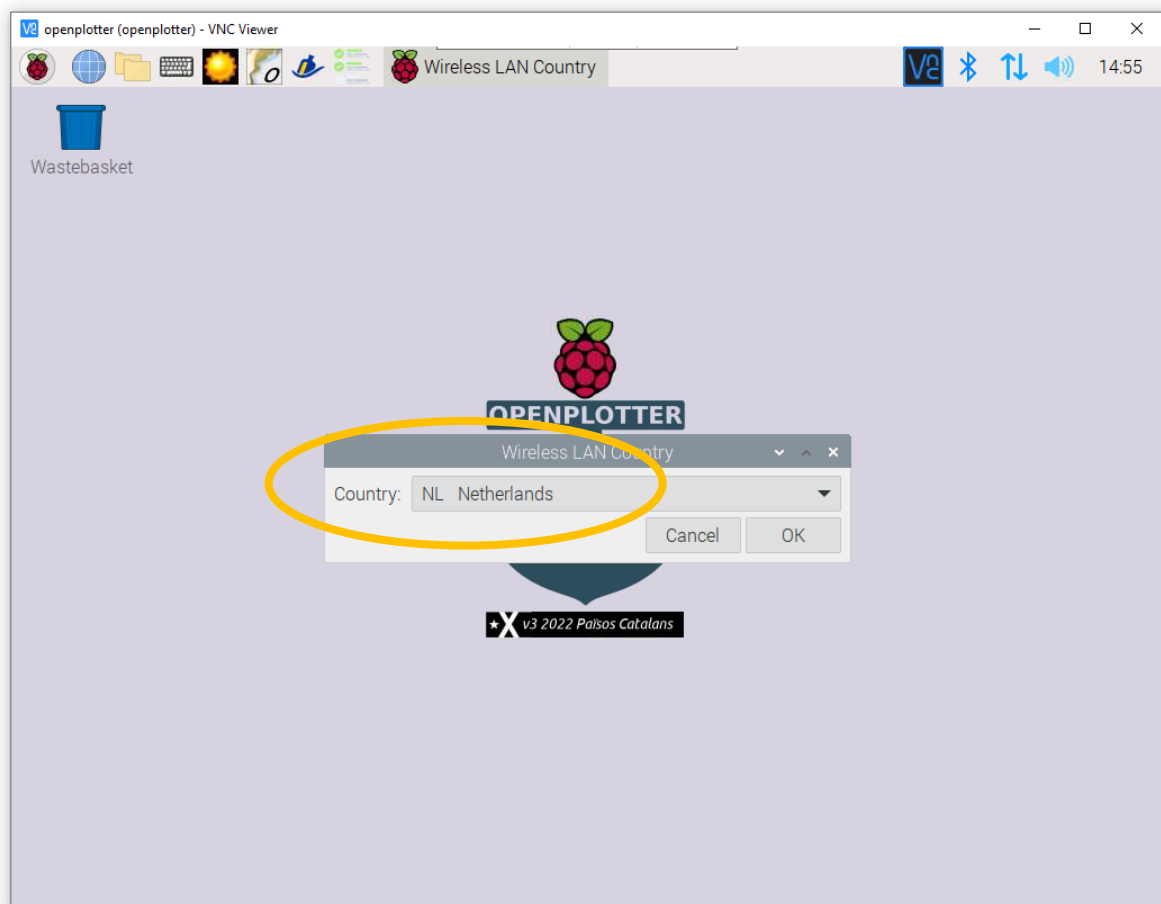 openplotter (openplotter) - VNC Viewer
Wireless LAN Country
14:55
Wastebasket
OPENPLOTTER
Wireless LAN Country
Country: NL Netherlands
Cancel OK
v3 2022 Països Catalans